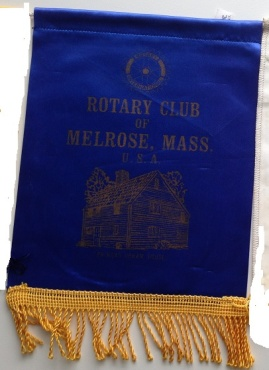 ROTARY CLUB
OF
MELROSE, MASS.
U. S. A.